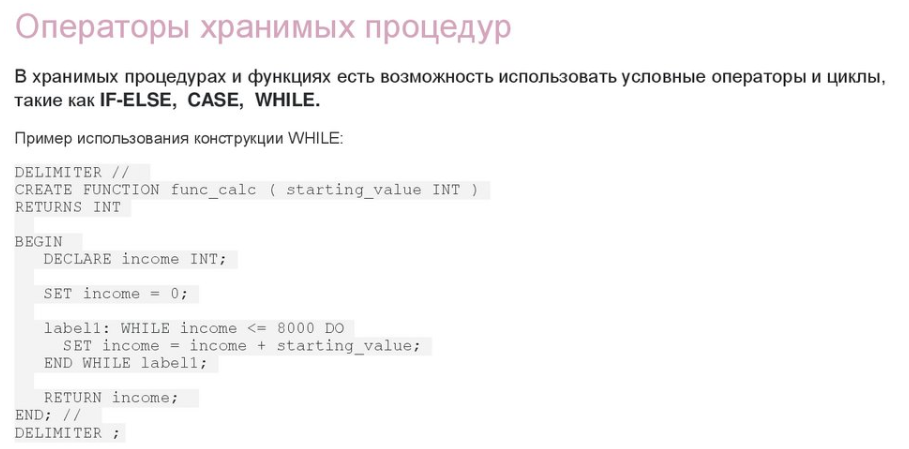 Операторы хранимых процедур
В хранимых процедурах и функциях есть возможность использовать условные операторы и циклы,
такие как IF-ELSE, CASE, WHILE.
Пример использования конструкции WHILE:
DELIMITER //
CREATE FUNCTION func_calc ( starting_value INT )
RETURNS INT
BEGIN
DECLARE income INT;
SET income = 0;
label1: WHILE income <= 8000 DO
SET income = income + starting_value;
END WHILE label1;
RETURN income;
END; //
DELIMITER ;